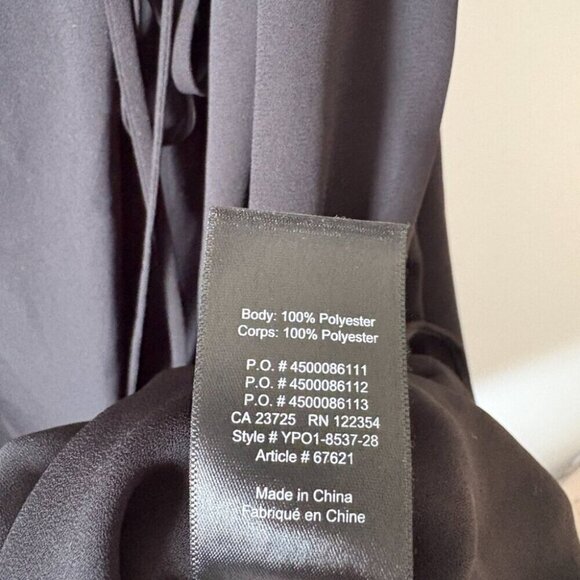 Body: 100% Polyester
Corps: 100% Polyester
P.O. # 4500086111
P.O. # 4500086112
P.O. # 4500086113
CA 23725 RN 122354
Style # YPO1-8537-28
Article # 67621
Made in China
Fabriqué en Chine